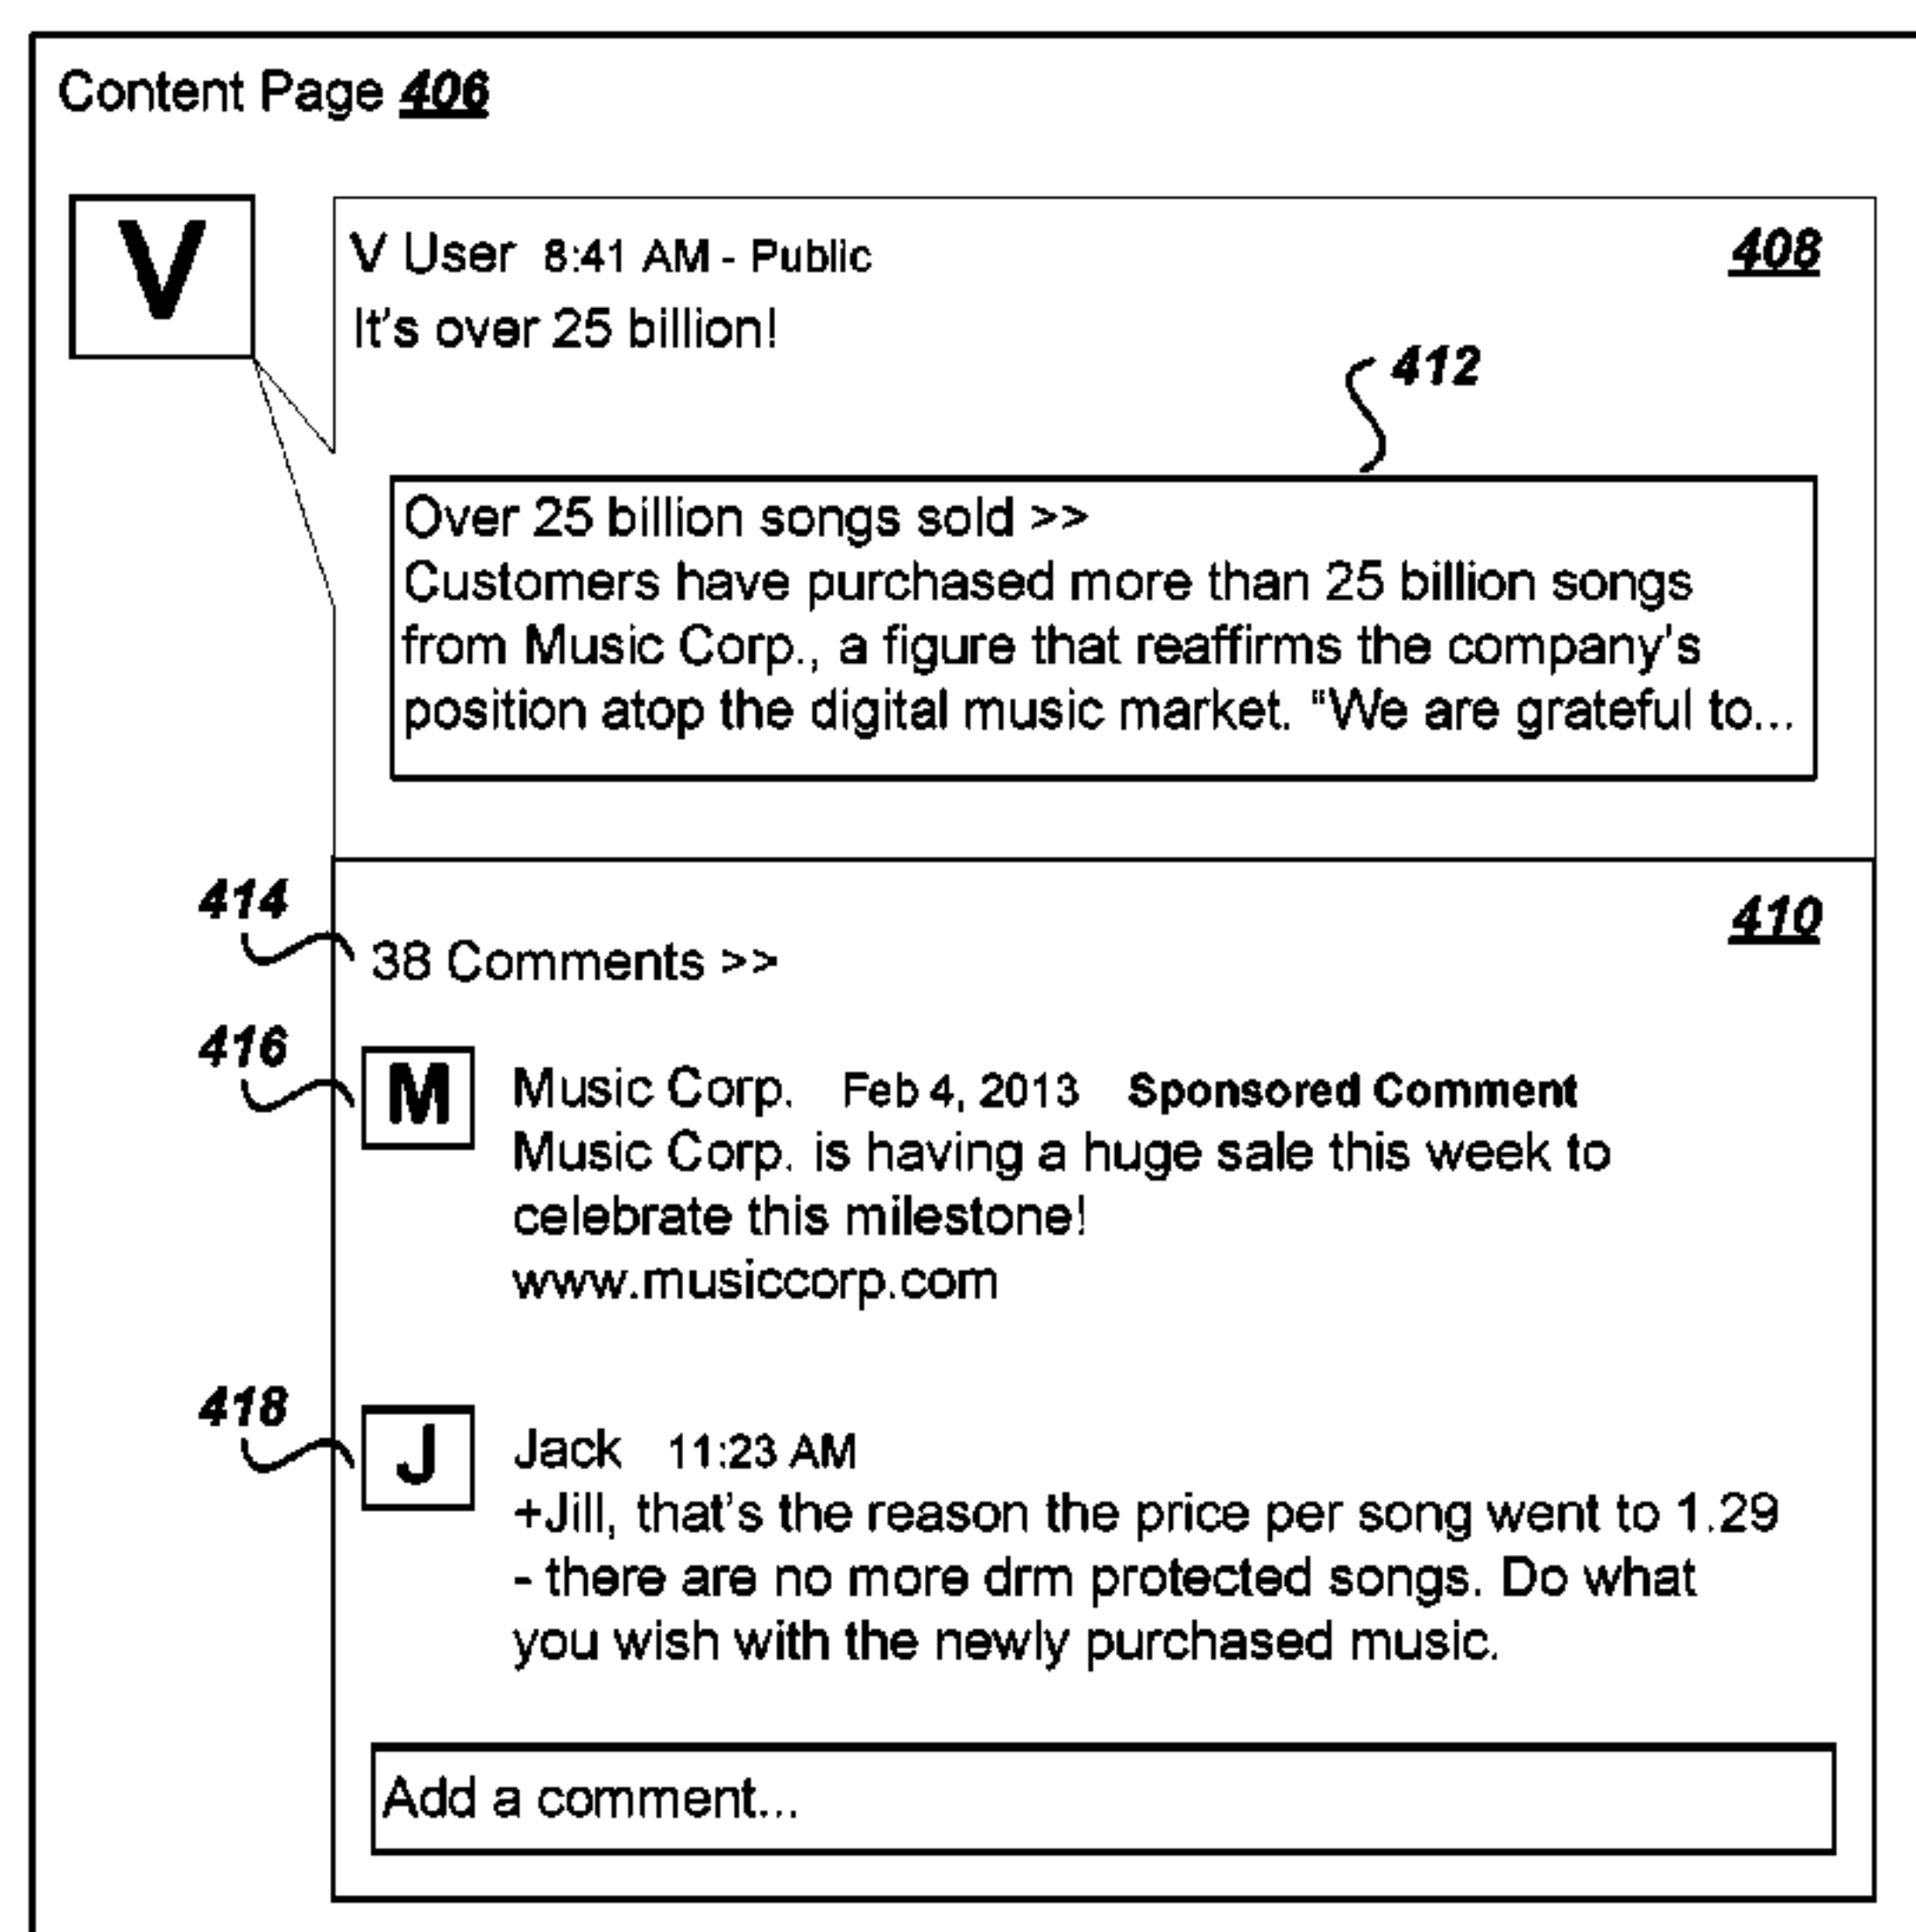 Content Page 406
V
V User 8:41 AM - Public
408
It's over 25 billion!
412
Over 25 billion songs sold >>
Customers have purchased more than 25 billion songs
from Music Corp., a figure that reaffirms the company's
position atop the digital music market. “We are grateful to...
414
410
38 Comments >>
416
M
Music Corp. Feb 4, 2013 Sponsored Comment
Music Corp. is having a huge sale this week to
celebrate this milestone!
www.musiccorp.com
418
J
Jack 11:23 AM
+Jill, that's the reason the price per song went to 1.29
- there are no more drm protected songs. Do what
you wish with the newly purchased music.
Add a comment...